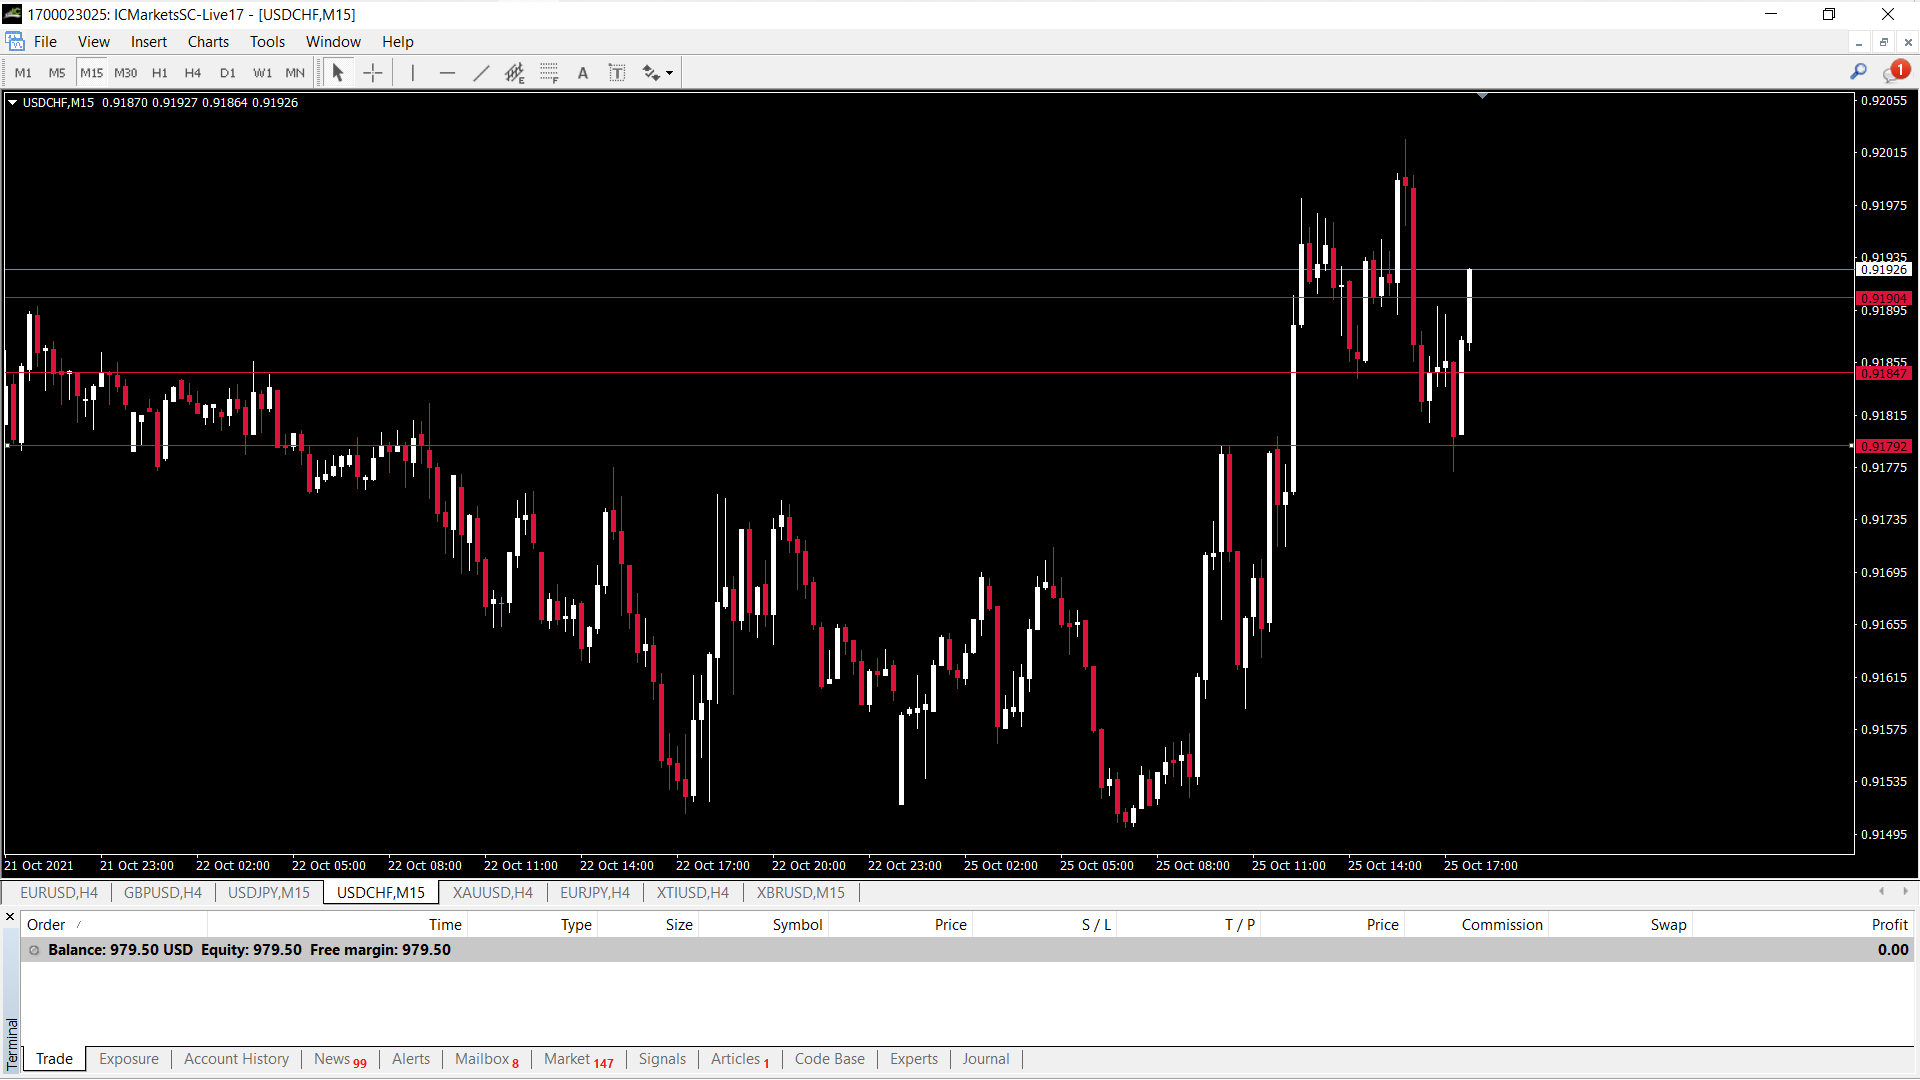 1700023025: ICMarketsSC-Live17 - [USDCHF,M15]
File View Insert Charts Tools Window Help
M1 M5 M15 M30 H1 H4 D1 W1 MN E F A T 1
USDCHF,M15 0.91870 0.91927 0.91864 0.91926
0.92055
0.92015
0.91975
0.91935
0.91926
0.91904
0.91895
0.91855
0.91847
0.91815
0.91792
0.91775
0.91735
0.91695
0.91655
0.91615
0.91575
0.91535
0.91495
21 Oct 2021 21 Oct 23:00 22 Oct 02:00 22 Oct 05:00 22 Oct 08:00 22 Oct 11:00 22 Oct 14:00 22 Oct 17:00 22 Oct 20:00 22 Oct 23:00 25 Oct 02:00 25 Oct 05:00 25 Oct 08:00 25 Oct 11:00 25 Oct 14:00 25 Oct 17:00
EURUSD,H4 GBPUSD,H4 USDJPY,M15 USDCHF,M15 XAUUSD,H4 EURJPY,H4 XTIUSD,H4 XBRUSD,M15
Order / Time Type Size Symbol Price S / L T / P Price Commission Swap Profit
Balance: 979.50 USD Equity: 979.50 Free margin: 979.50 0.00
Terminal
Trade Exposure Account History News 99 Alerts Mailbox 8 Market 147 Signals Articles 1 Code Base Experts Journal